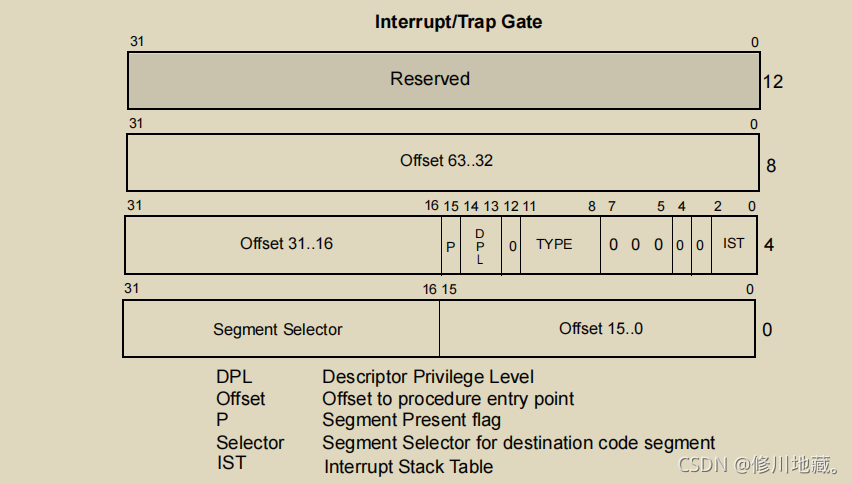 Interrupt/Trap Gate
31 0
Reserved 12
31 0
Offset 63..32 8
31 16 15 14 13 12 11 8 7 5 4 2 0
Offset 31..16 P DPL 0 TYPE 0 0 0 0 0 IST 4
31 16 15 0
Segment Selector Offset 15..0 0
DPL Descriptor Privilege Level
Offset Offset to procedure entry point
P Segment Present flag
Selector Segment Selector for destination code segment
IST Interrupt Stack Table
CSDN @修川地藏。